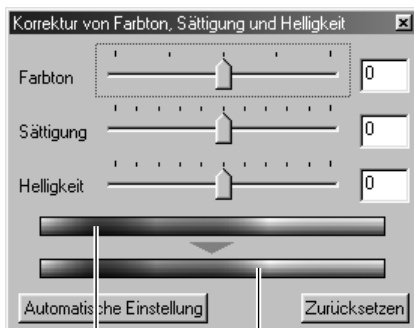 Korrektur von Farbton, Sättigung und Helligkeit
Farbton 0
Sättigung 0
Helligkeit 0
Automatische Einstellung Zurücksetzen